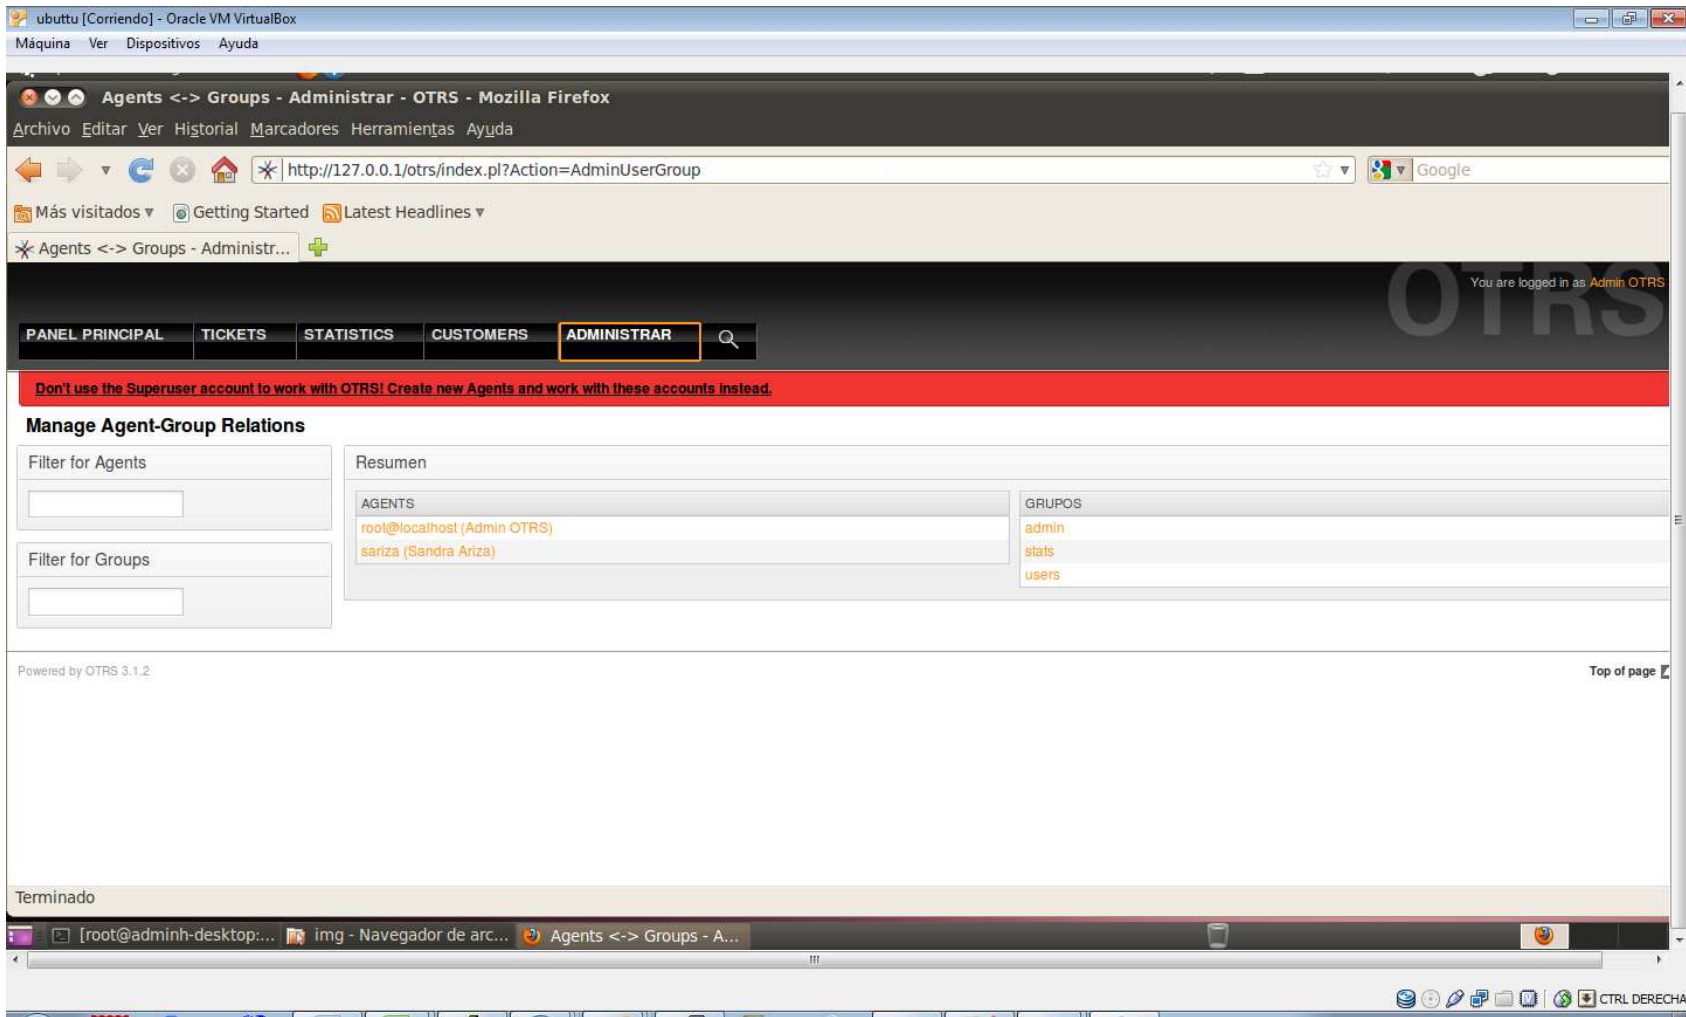 ubuttu [Corriendo] - Oracle VM VirtualBox
Máquina Ver Dispositivos Ayuda
Agents <-> Groups - Administrar - OTRS - Mozilla Firefox
Archivo Editar Ver Historial Marcadores Herramientas Ayuda
http://127.0.0.1/otrs/index.pl?Action=AdminUserGroup
Google
Más visitados Getting Started Latest Headlines
Agents <-> Groups - Administr...
OTRS
You are logged in as Admin OTRS
PANEL PRINCIPAL TICKETS STATISTICS CUSTOMERS ADMINISTRAR
Don't use the Superuser account to work with OTRS! Create new Agents and work with these accounts instead.
Manage Agent-Group Relations
Filter for Agents
Filter for Groups
Resumen
AGENTS
root@localhost (Admin OTRS)
sariza (Sandra Ariza)
GRUPOS
admin
stats
users
Powered by OTRS 3.1.2
Top of page
Terminado
[root@adminh-desktop:... img - Navegador de arc... Agents <-> Groups - A...
CTRL DERECHA